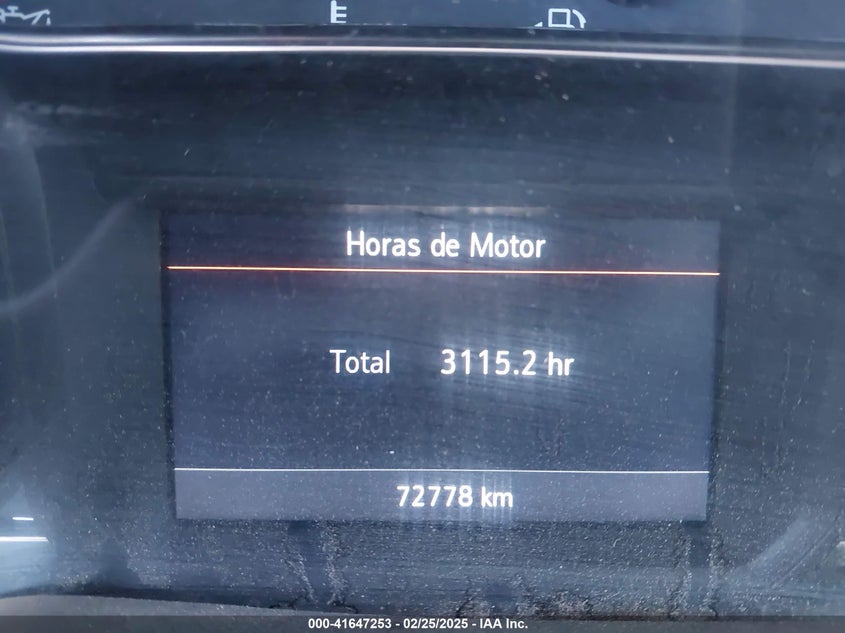 Horas de Motor
Total 3115.2 hr
72778 km
000-41647253 - 02/25/2025 - IAA Inc.